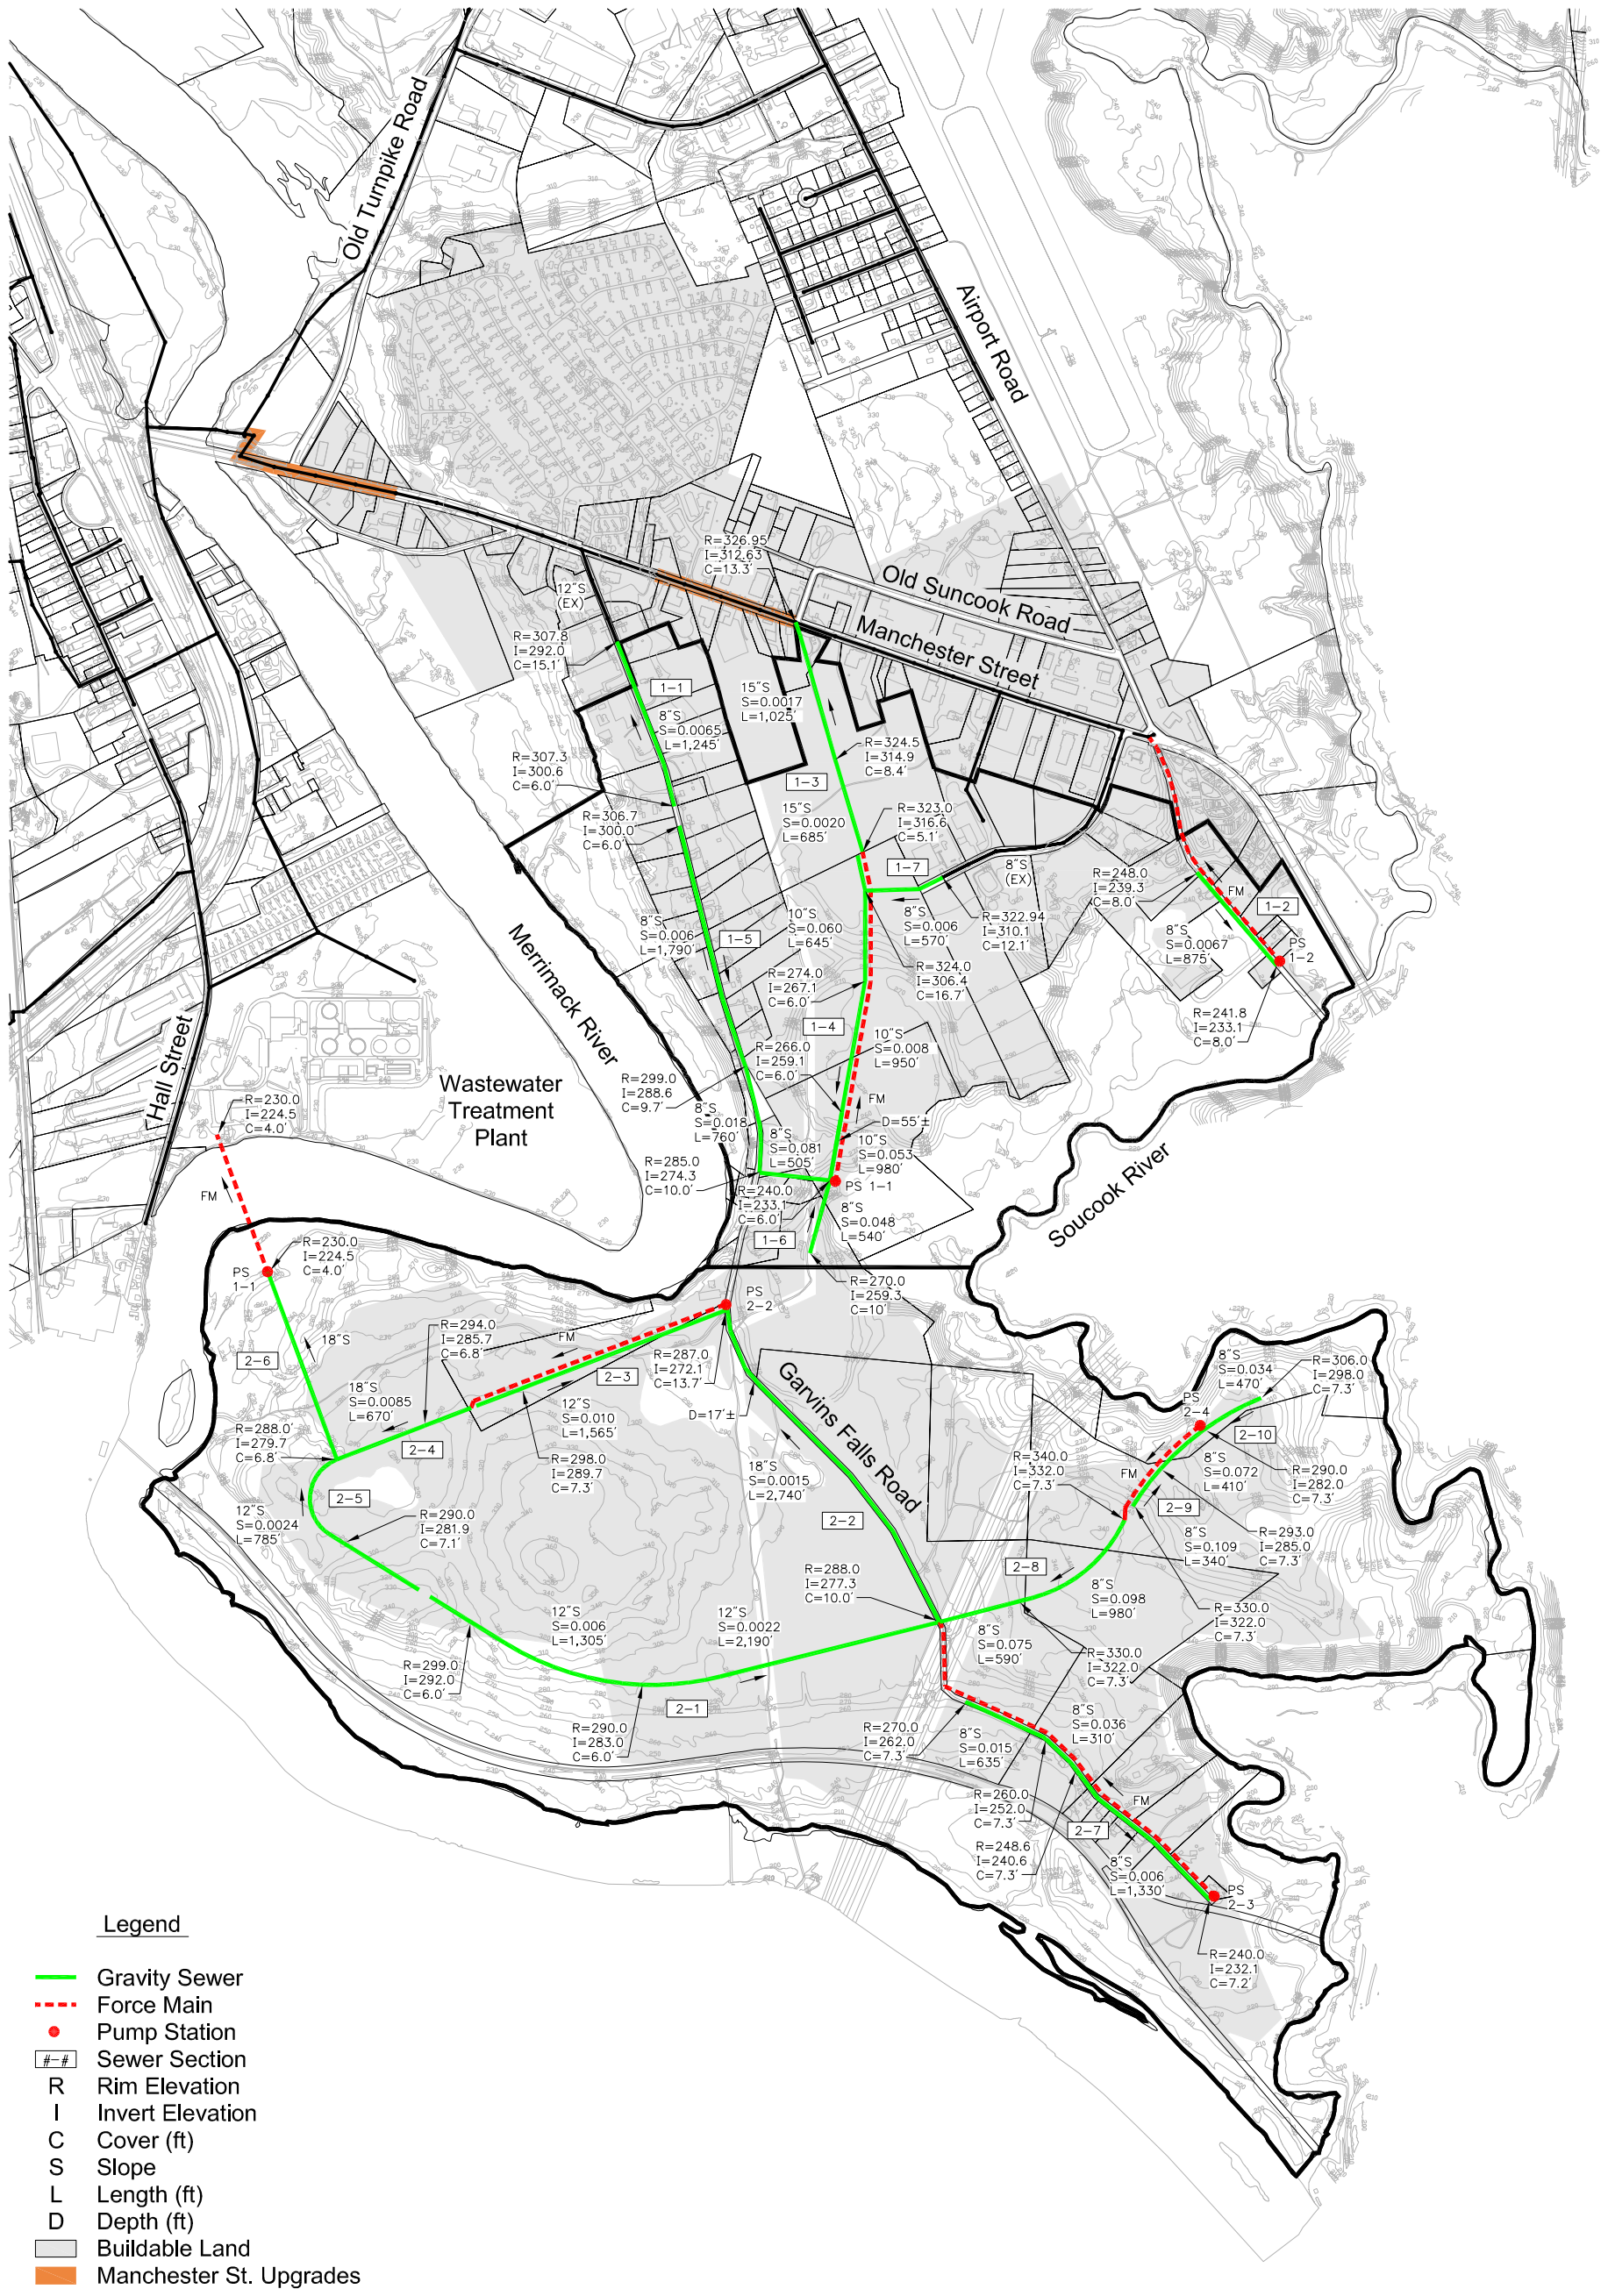 Old Turnpike Road
Airport Road
R=326.95
I=312.63
C=13.3'
Old Suncook Road
Manchester Street
12"S
(EX)
R=307.8
I=292.0
C=15.1'
1-1
15"S
S=0.0017
L=1,025'
8"S
S=0.0065
L=1,245'
R=324.5
I=314.9
C=8.4'
R=307.3
I=300.6
C=6.0'
1-3
R=306.7
I=300.0
C=6.0'
15"S
S=0.0020
L=685'
R=323.0
I=316.6
C=5.1'
1-7
8"S
(EX)
R=248.0
I=239.3
C=8.0'
FM
1-2
8"S
S=0.006
L=1,790'
1-5
10"S
S=0.060
L=645'
8"S
S=0.006
L=570'
R=322.94
I=310.1
C=12.1'
8"S
S=0.0067
L=875'
PS
1-2
Merrimack River
R=274.0
I=267.1
C=6.0'
R=324.0
I=306.4
C=16.7'
R=241.8
I=233.1
C=8.0'
1-4
10"S
S=0.008
L=950'
R=266.0
I=259.1
C=6.0'
Hall Street
Wastewater
Treatment
Plant
R=299.0
I=288.6
C=9.7'
FM
R=230.0
I=224.5
C=4.0'
8"S
S=0.018
L=760'
D=55'±
8"S
S=0.081
L=505'
10"S
S=0.053
L=980'
R=285.0
I=274.3
C=10.0'
PS 1-1
R=240.0
I=233.1
C=6.0'
Soucook River
FM
8"S
S=0.048
L=540'
1-6
R=230.0
I=224.5
C=4.0'
PS
1-1
R=270.0
I=259.3
C=10'
PS
2-2
R=294.0
I=285.7
C=6.8'
FM
18"S
2-6
R=287.0
I=272.1
C=13.7'
2-3
Garvins Falls Road
8"S
S=0.034
L=470'
R=306.0
I=298.0
C=7.3'
18"S
S=0.0085
L=670'
12"S
S=0.010
L=1,565'
D=17'±
PS
2-4
2-10
R=288.0'
I=279.7
C=6.8'
2-4
R=298.0
I=289.7
C=7.3'
18"S
S=0.0015
L=2,740'
R=340.0
I=332.0
C=7.3'
FM
8"S
S=0.072
L=410'
R=290.0
I=282.0
C=7.3'
2-5
2-9
12"S
S=0.0024
L=785'
R=290.0
I=281.9
C=7.1'
2-2
8"S
S=0.109
L=340'
R=293.0
I=285.0
C=7.3'
2-8
R=288.0
I=277.3
C=10.0'
8"S
S=0.098
L=980'
R=330.0
I=322.0
C=7.3'
12"S
S=0.006
L=1,305'
12"S
S=0.0022
L=2,190'
8"S
S=0.075
L=590'
R=330.0
I=322.0
C=7.3'
R=299.0
I=292.0
C=6.0'
2-1
R=290.0
I=283.0
C=6.0'
R=270.0
I=262.0
C=7.3'
8"S
S=0.015
L=635'
8"S
S=0.036
L=310'
R=260.0
I=252.0
C=7.3'
FM
2-7
R=248.6
I=240.6
C=7.3'
8"S
S=0.006
L=1,330'
PS
2-3
R=240.0
I=232.1
C=7.2'
Legend
Gravity Sewer
Force Main
Pump Station
#-# Sewer Section
R Rim Elevation
I Invert Elevation
C Cover (ft)
S Slope
L Length (ft)
D Depth (ft)
Buildable Land
Manchester St. Upgrades